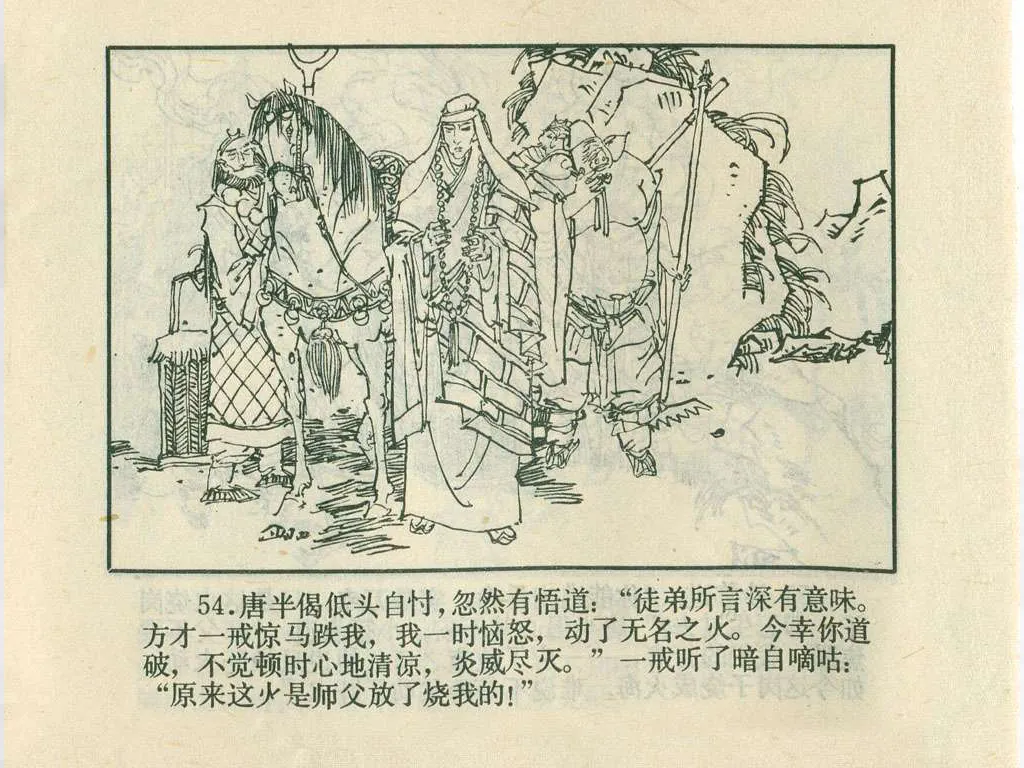 54.唐半偈低头自忖,忽然有悟道:“徒弟所言深有意味。
方才一戒惊马跌我，我一时恼怒，动了无名之火。今幸你道
破，不觉顿时心地清凉，炎威尽灭。”一戒听了暗自嘀咕：
“原来这火是师父放了烧我的!”